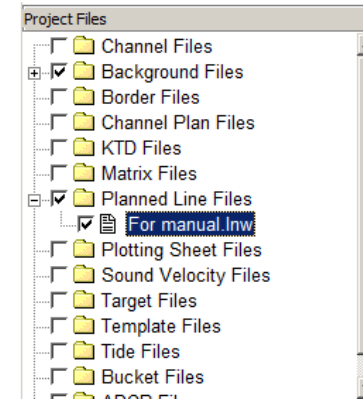 Project Files
Channel Files
Background Files
Border Files
Channel Plan Files
KTD Files
Matrix Files
Planned Line Files
For manual.lnw
Plotting Sheet Files
Sound Velocity Files
Target Files
Template Files
Tide Files
Bucket Files